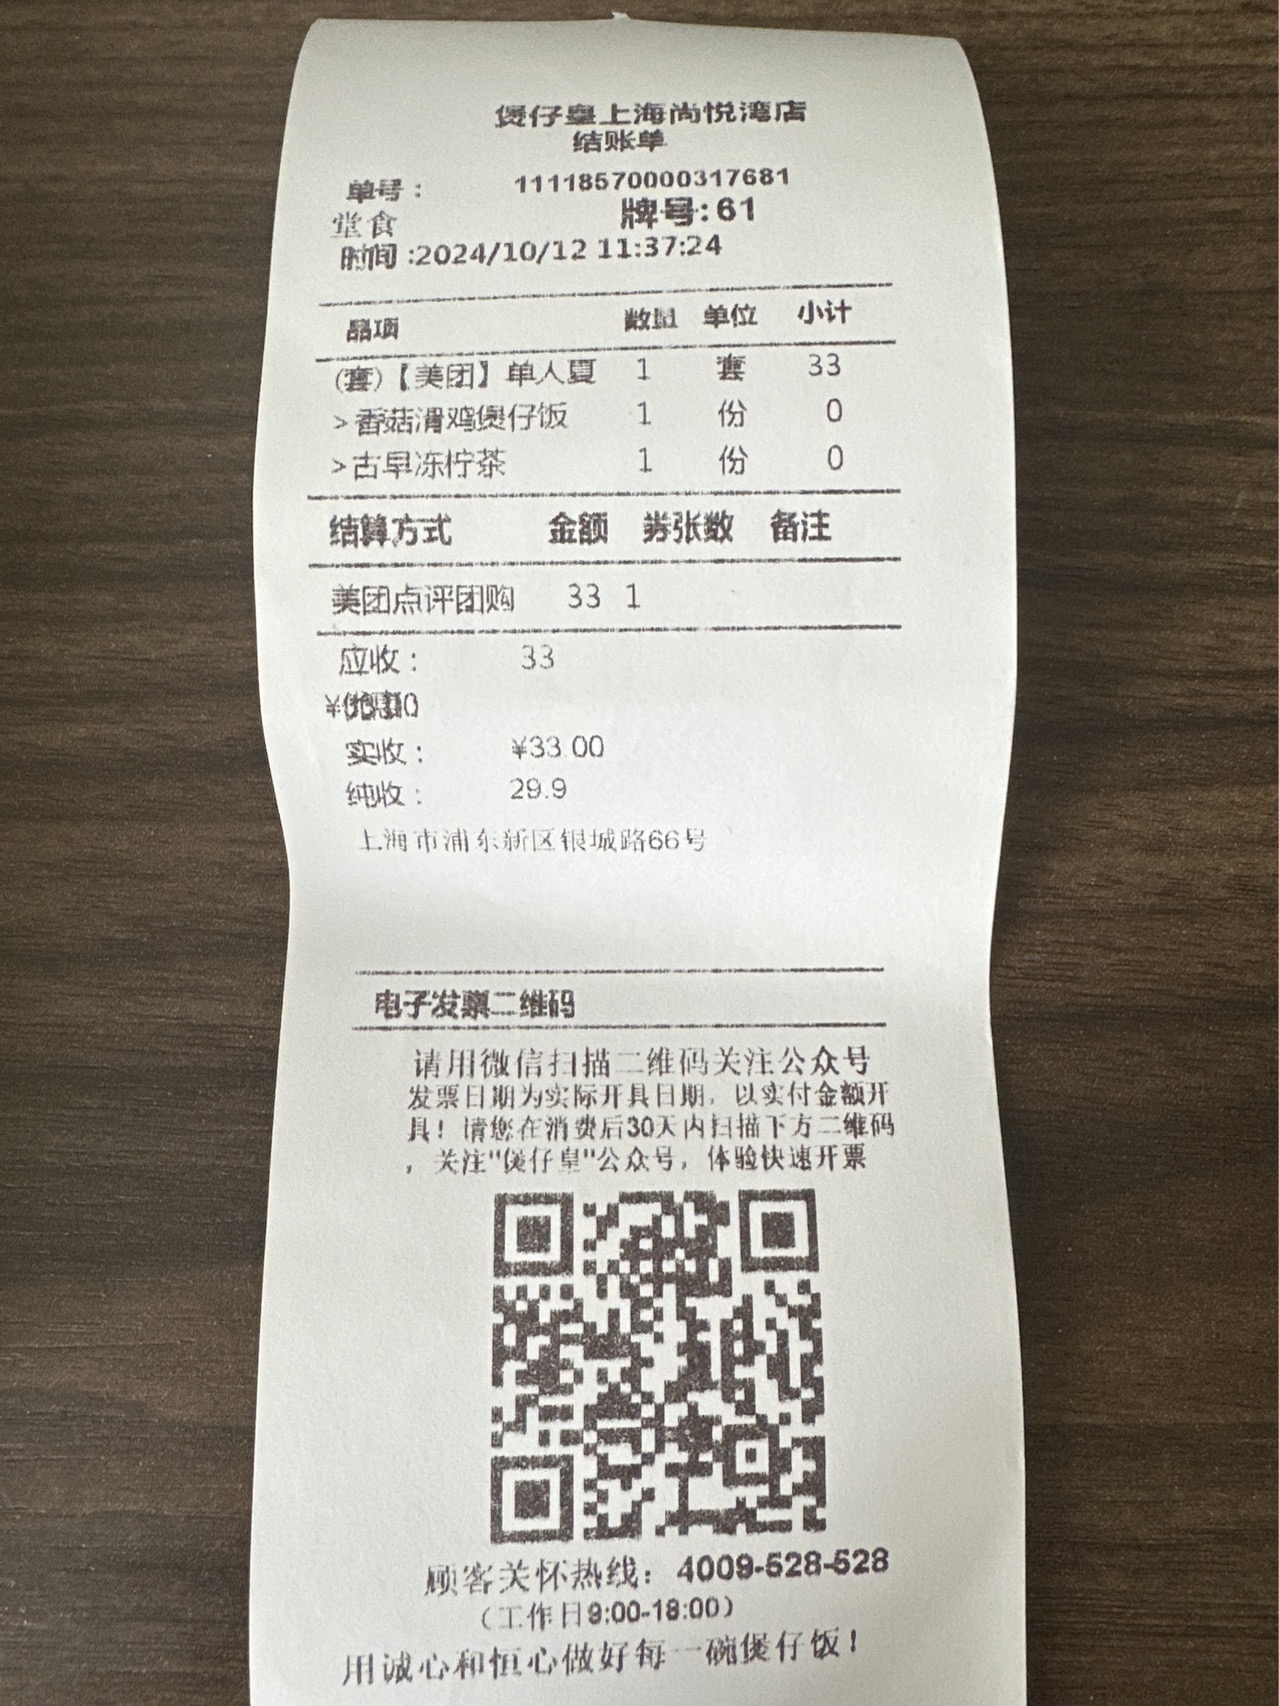 煲仔皇上海尚悦湾店
结账单
单号： 11118570000317681
堂食 牌号:61
时间:2024/10/12 11:37:24
品项 数量 单位 小计
(套)【美团】单人夏 1 套 33
>香菇滑鸡煲仔饭 1 份 0
>古早冻柠茶 1 份 0
结算方式 金额 券张数 备注
美团点评团购 33 1
应收： 33
实收： ¥33.00
纯收： 29.9
上海市浦东新区银城路66号
电子发票二维码
请用微信扫描二维码关注公众号
发票日期为实际开具日期，以实付金额开
具！请您在消费后30天内扫描下方二维码
，关注"煲仔皇"公众号，体验快速开票
顾客关怀热线：4009-528-528
（工作日9:00-18:00）
用诚心和恒心做好每一碗煲仔饭！